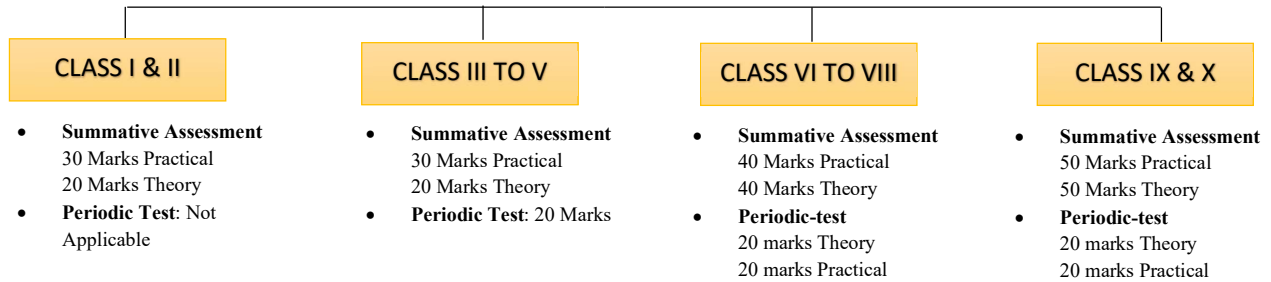 CLASS I & II
• Summative Assessment
30 Marks Practical
20 Marks Theory
• Periodic Test: Not
Applicable
CLASS III TO V
• Summative Assessment
30 Marks Practical
20 Marks Theory
• Periodic Test: 20 Marks
CLASS VI TO VIII
• Summative Assessment
40 Marks Practical
40 Marks Theory
• Periodic-test
20 marks Theory
20 marks Practical
CLASS IX & X
• Summative Assessment
50 Marks Practical
50 Marks Theory
• Periodic-test
20 marks Theory
20 marks Practical